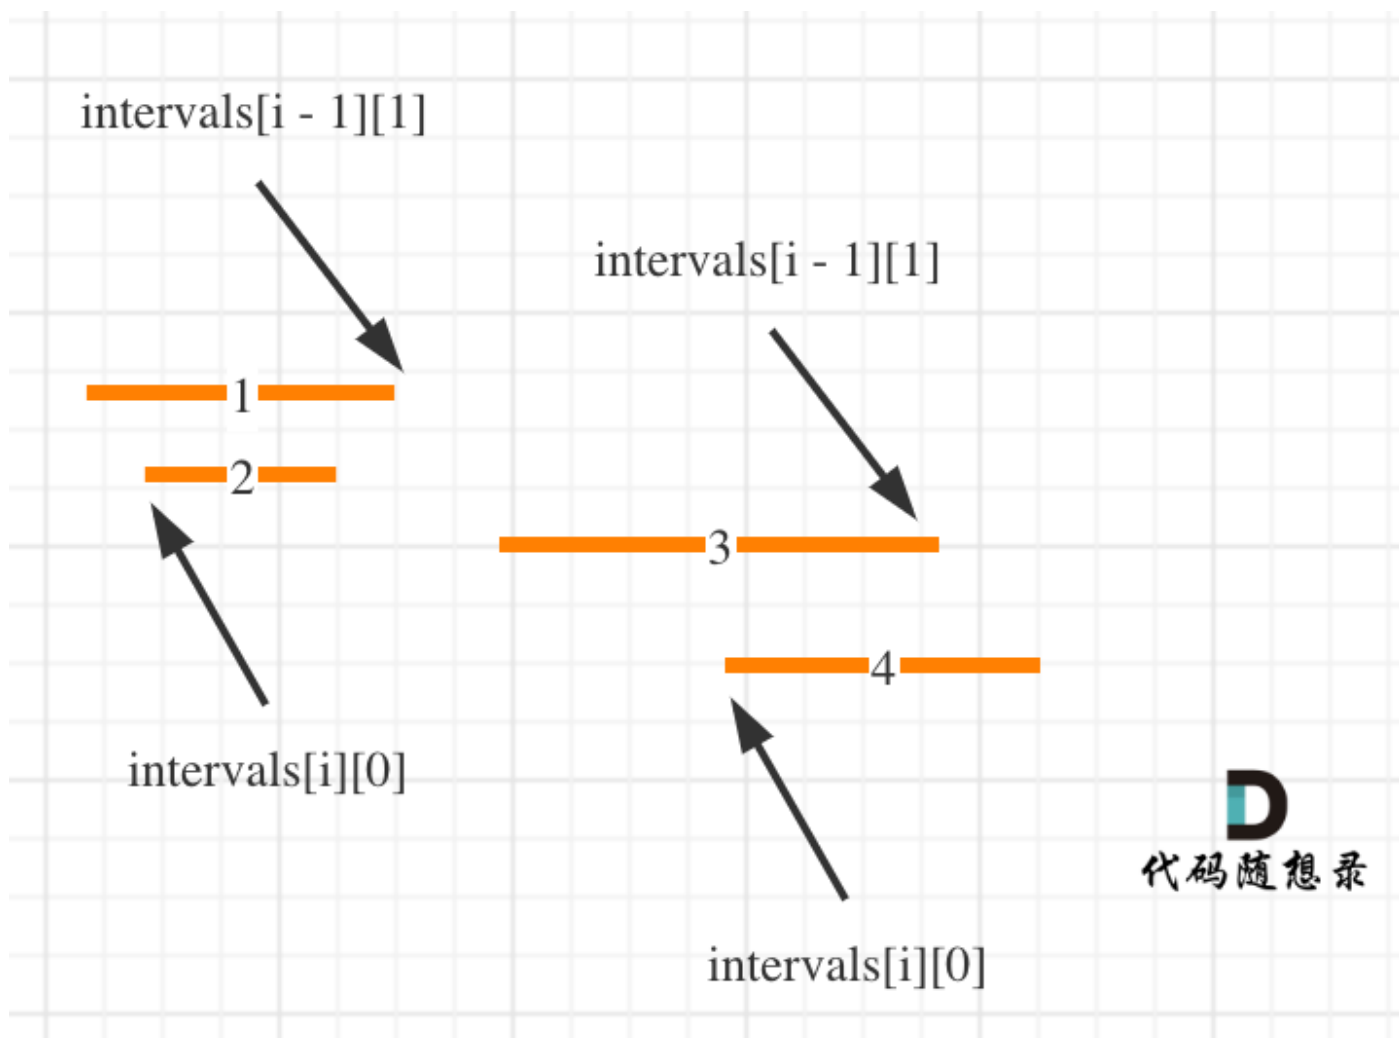 intervals[i - 1][1]
intervals[i - 1][1]
1
2
3
4
intervals[i][0]
intervals[i][0]
代码随想录